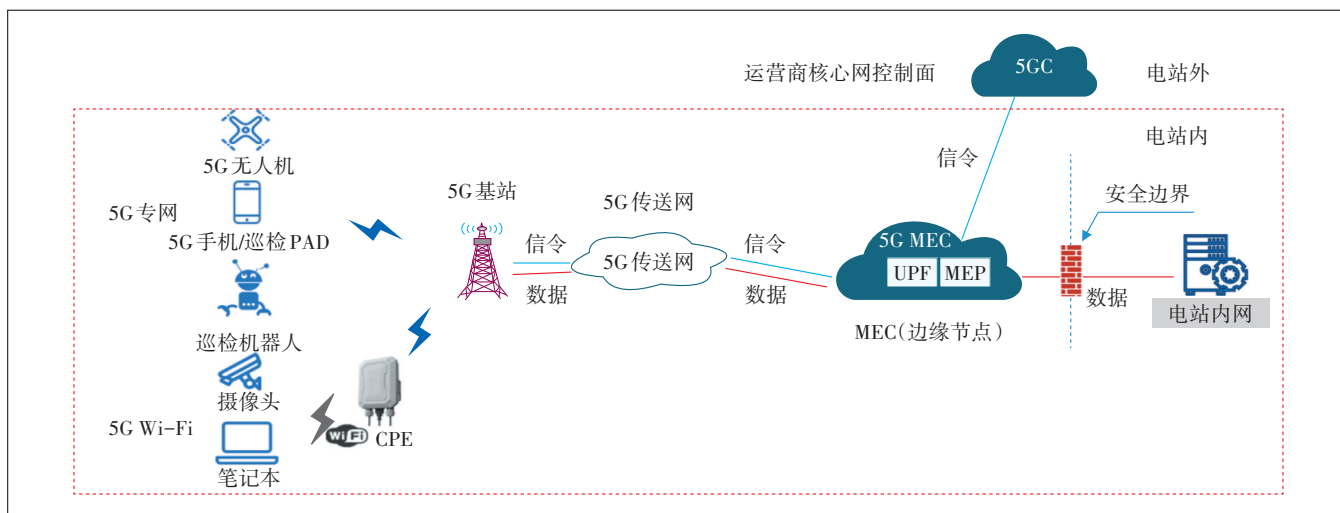 运营商核心网控制面
5GC
电站外
电站内
5G无人机
信令
5G专网
5G基站
5G传送网
安全边界
5G手机/巡检PAD
信令
5G传送网
信令
5G MEC
UPF
MEP
数据
数据
数据
电站内网
MEC(边缘节点)
巡检机器人
摄像头
5G Wi-Fi
WiFi
CPE
笔记本